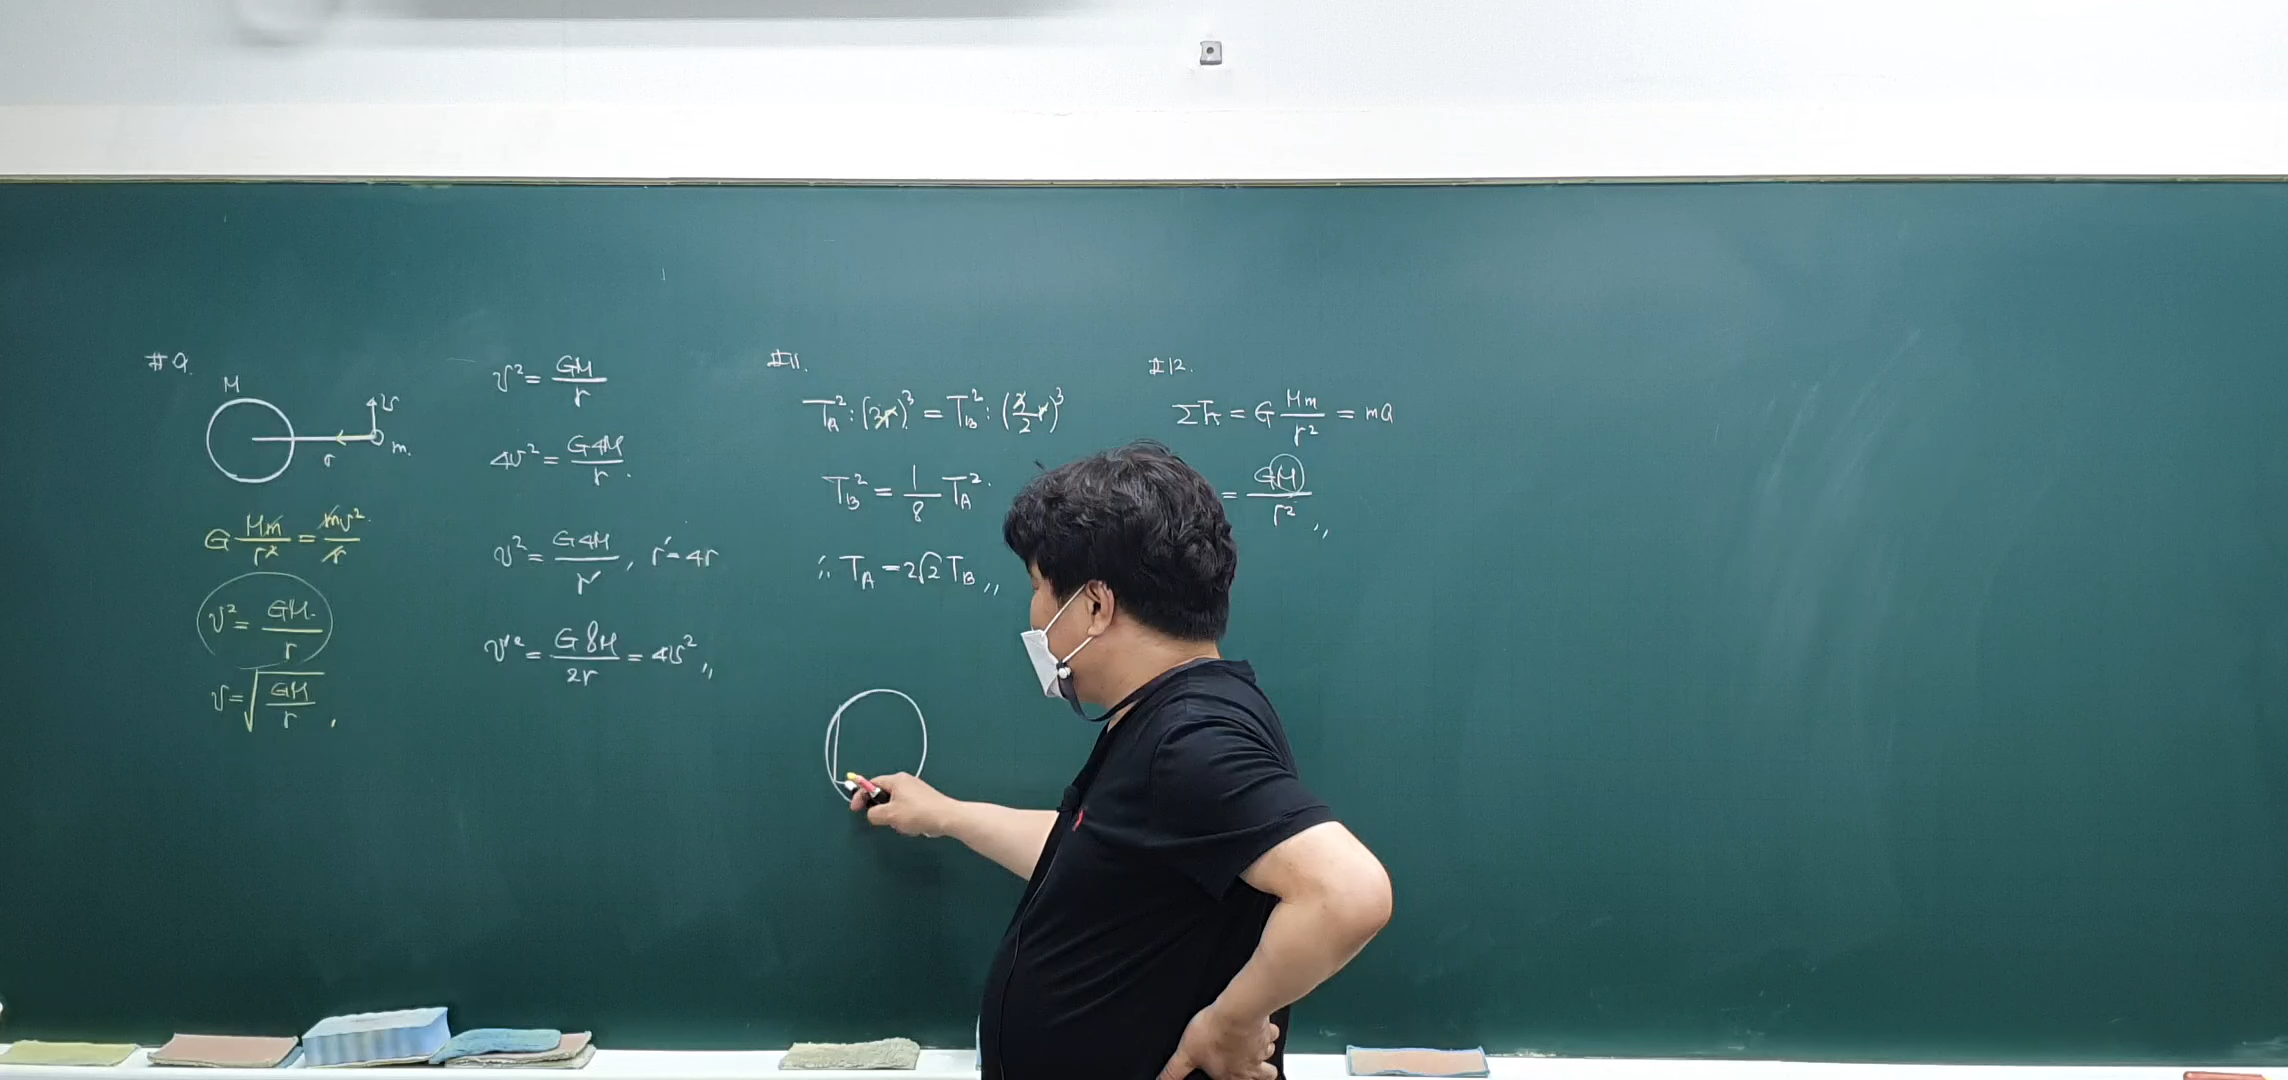 #9.
M
v
m.
r
G Mm/r² = mv²/r
v² = GM/r
v = √(GM/r)
v² = GM/r
4v² = G4M/r.
v² = G4M/r', r' = 4r
v'² = G8M/2r = 4v² 〃
#11.
T_A² : (3r)³ = T_B² : (3/2 r)³
T_B² = 1/8 T_A²
∴ T_A = 2√2 T_B 〃
#12.
= G Mm/r² = ma
= GM/r² 〃